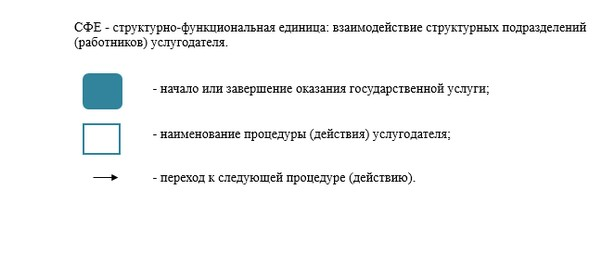 СФЕ - структурно-функциональная единица: взаимодействие структурных подразделений
(работников) услугодателя.
- начало или завершение оказания государственной услуги;
- наименование процедуры (действия) услугодателя;
- переход к следующей процедуре (действию).